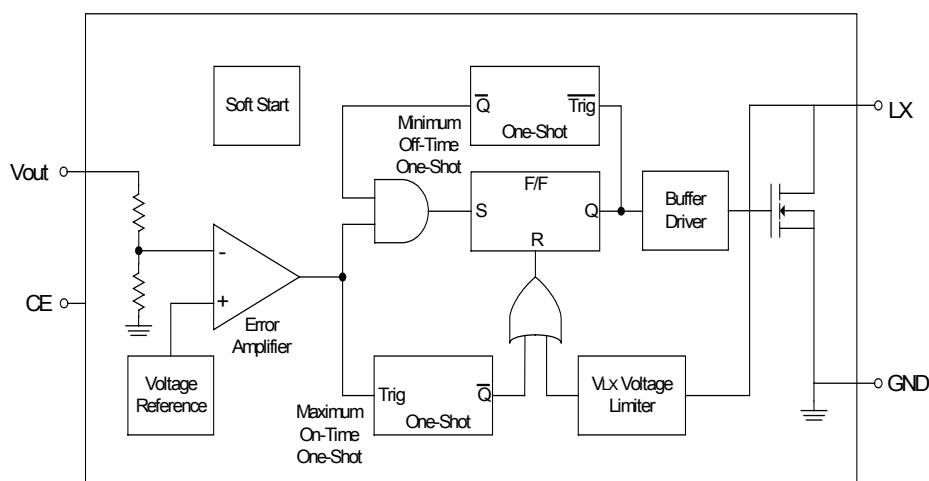 Soft Start
Q
Trig
One-Shot
LX
Minimum
Off-Time
One-Shot
Vout
F/F
S
Q
R
Buffer
Driver
-
+
CE
Error
Amplifier
Voltage
Reference
Trig
Q
One-Shot
VLX Voltage
Limiter
GND
Maximum
On-Time
One-Shot